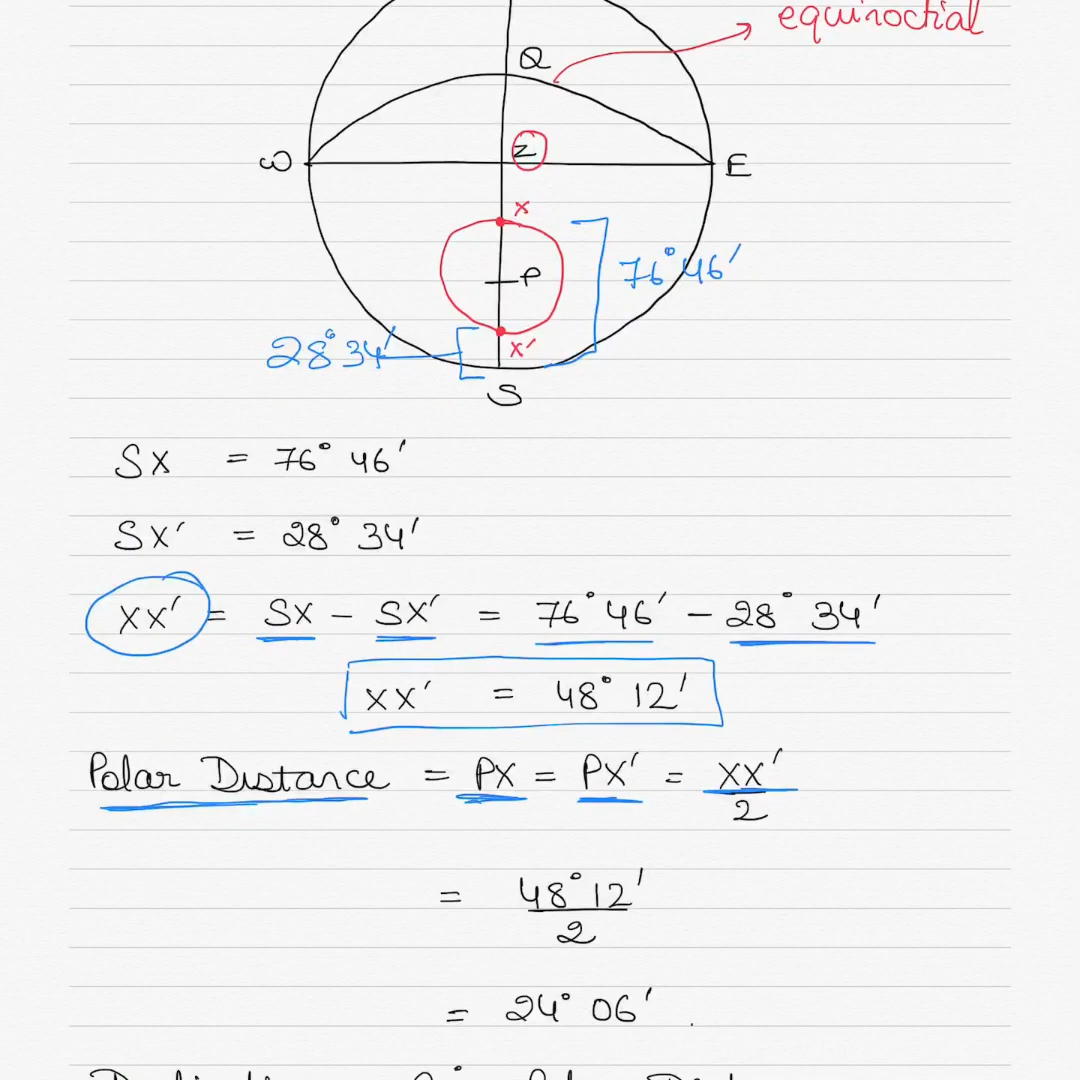 equinoctial
Q
W
Z
E
X
P
76° 46'
28° 34'
X'
S
SX = 76° 46'
SX' = 28° 34'
XX' = SX - SX' = 76° 46' - 28° 34'
XX' = 48° 12'
Polar Distance = PX = PX' = XX'/2
= 48° 12'/2
= 24° 06'